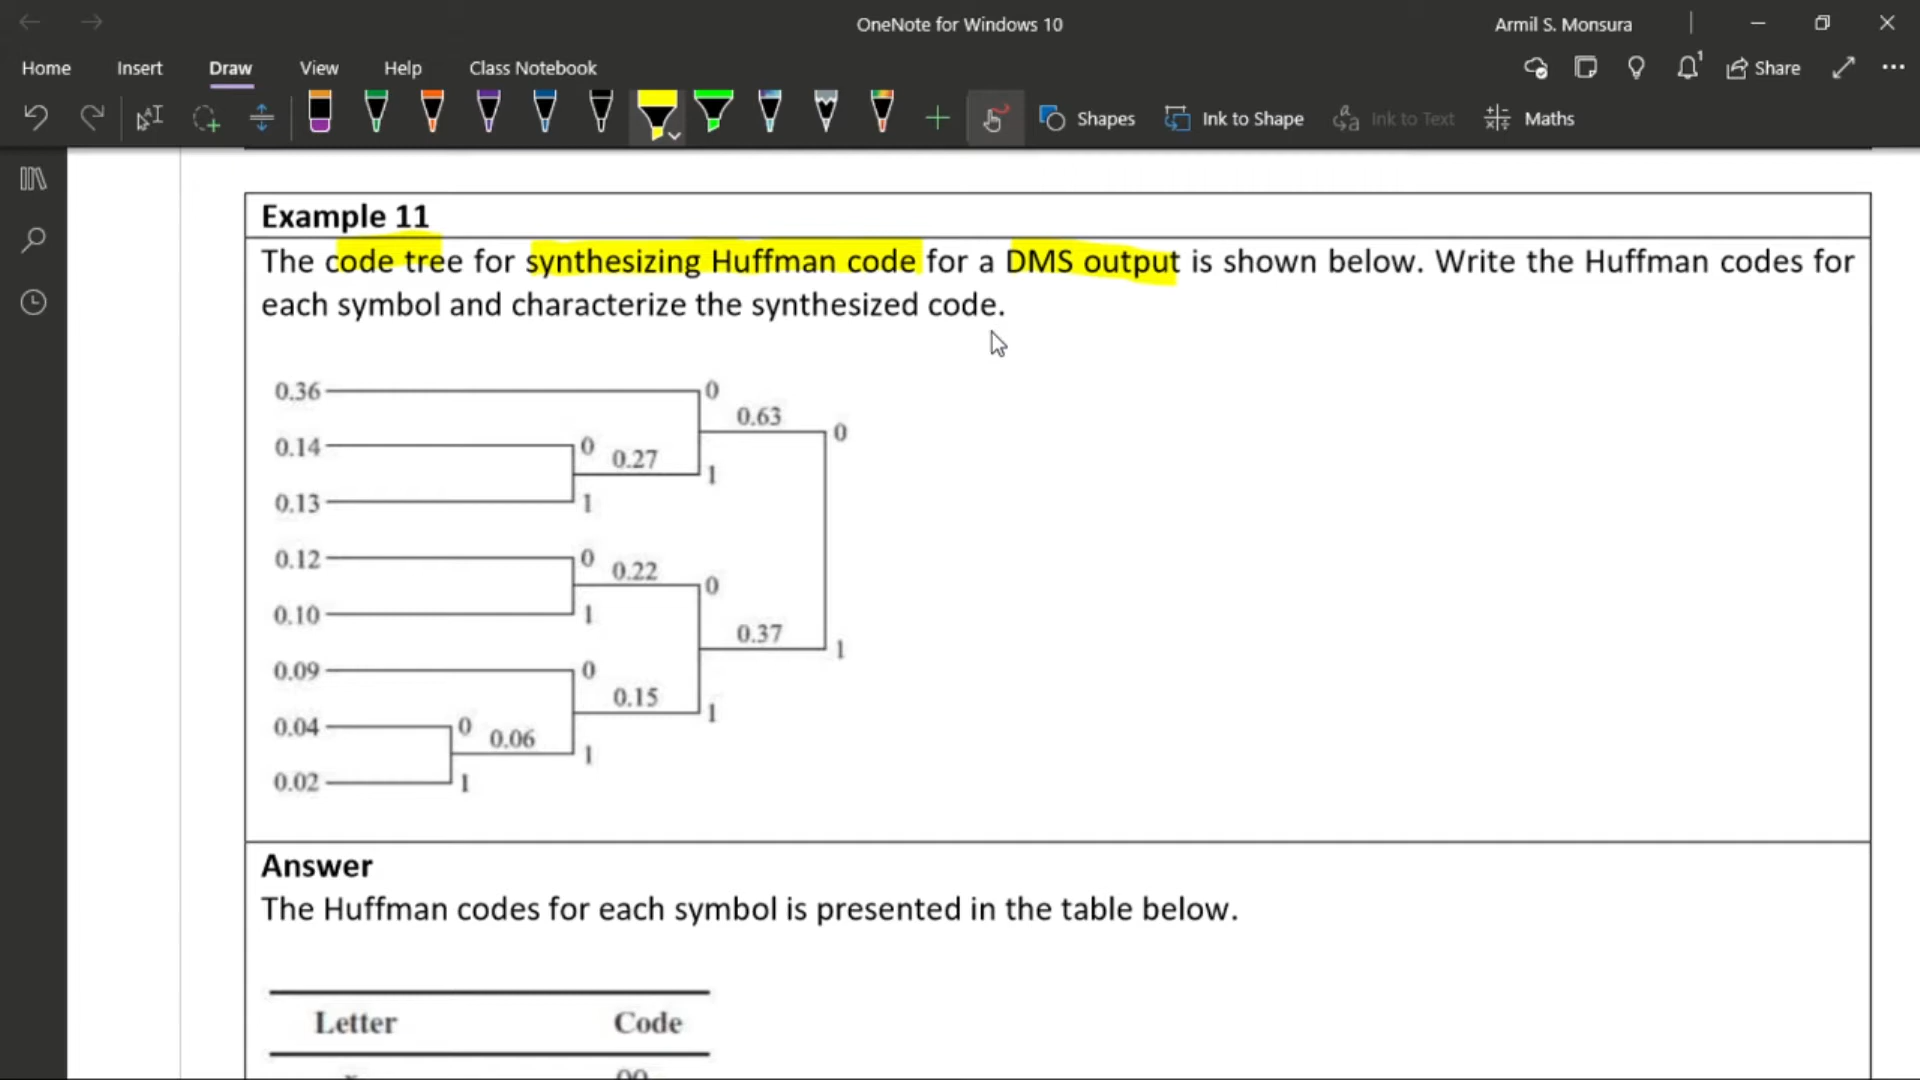 OneNote for Windows 10
Armil S. Monsura
Home Insert Draw View Help Class Notebook
1 Share
Shapes Ink to Shape Ink to Text Maths
Example 11
The code tree for synthesizing Huffman code for a DMS output is shown below. Write the Huffman codes for
each symbol and characterize the synthesized code.
0.36 0
0.63 0
0.14 0
0.27 1
0.13 1
0.12 0
0.22 0
0.10 1
0.37 1
0.09 0
0.15 1
0.04 0
0.06 1
0.02 1
Answer
The Huffman codes for each symbol is presented in the table below.
Letter Code